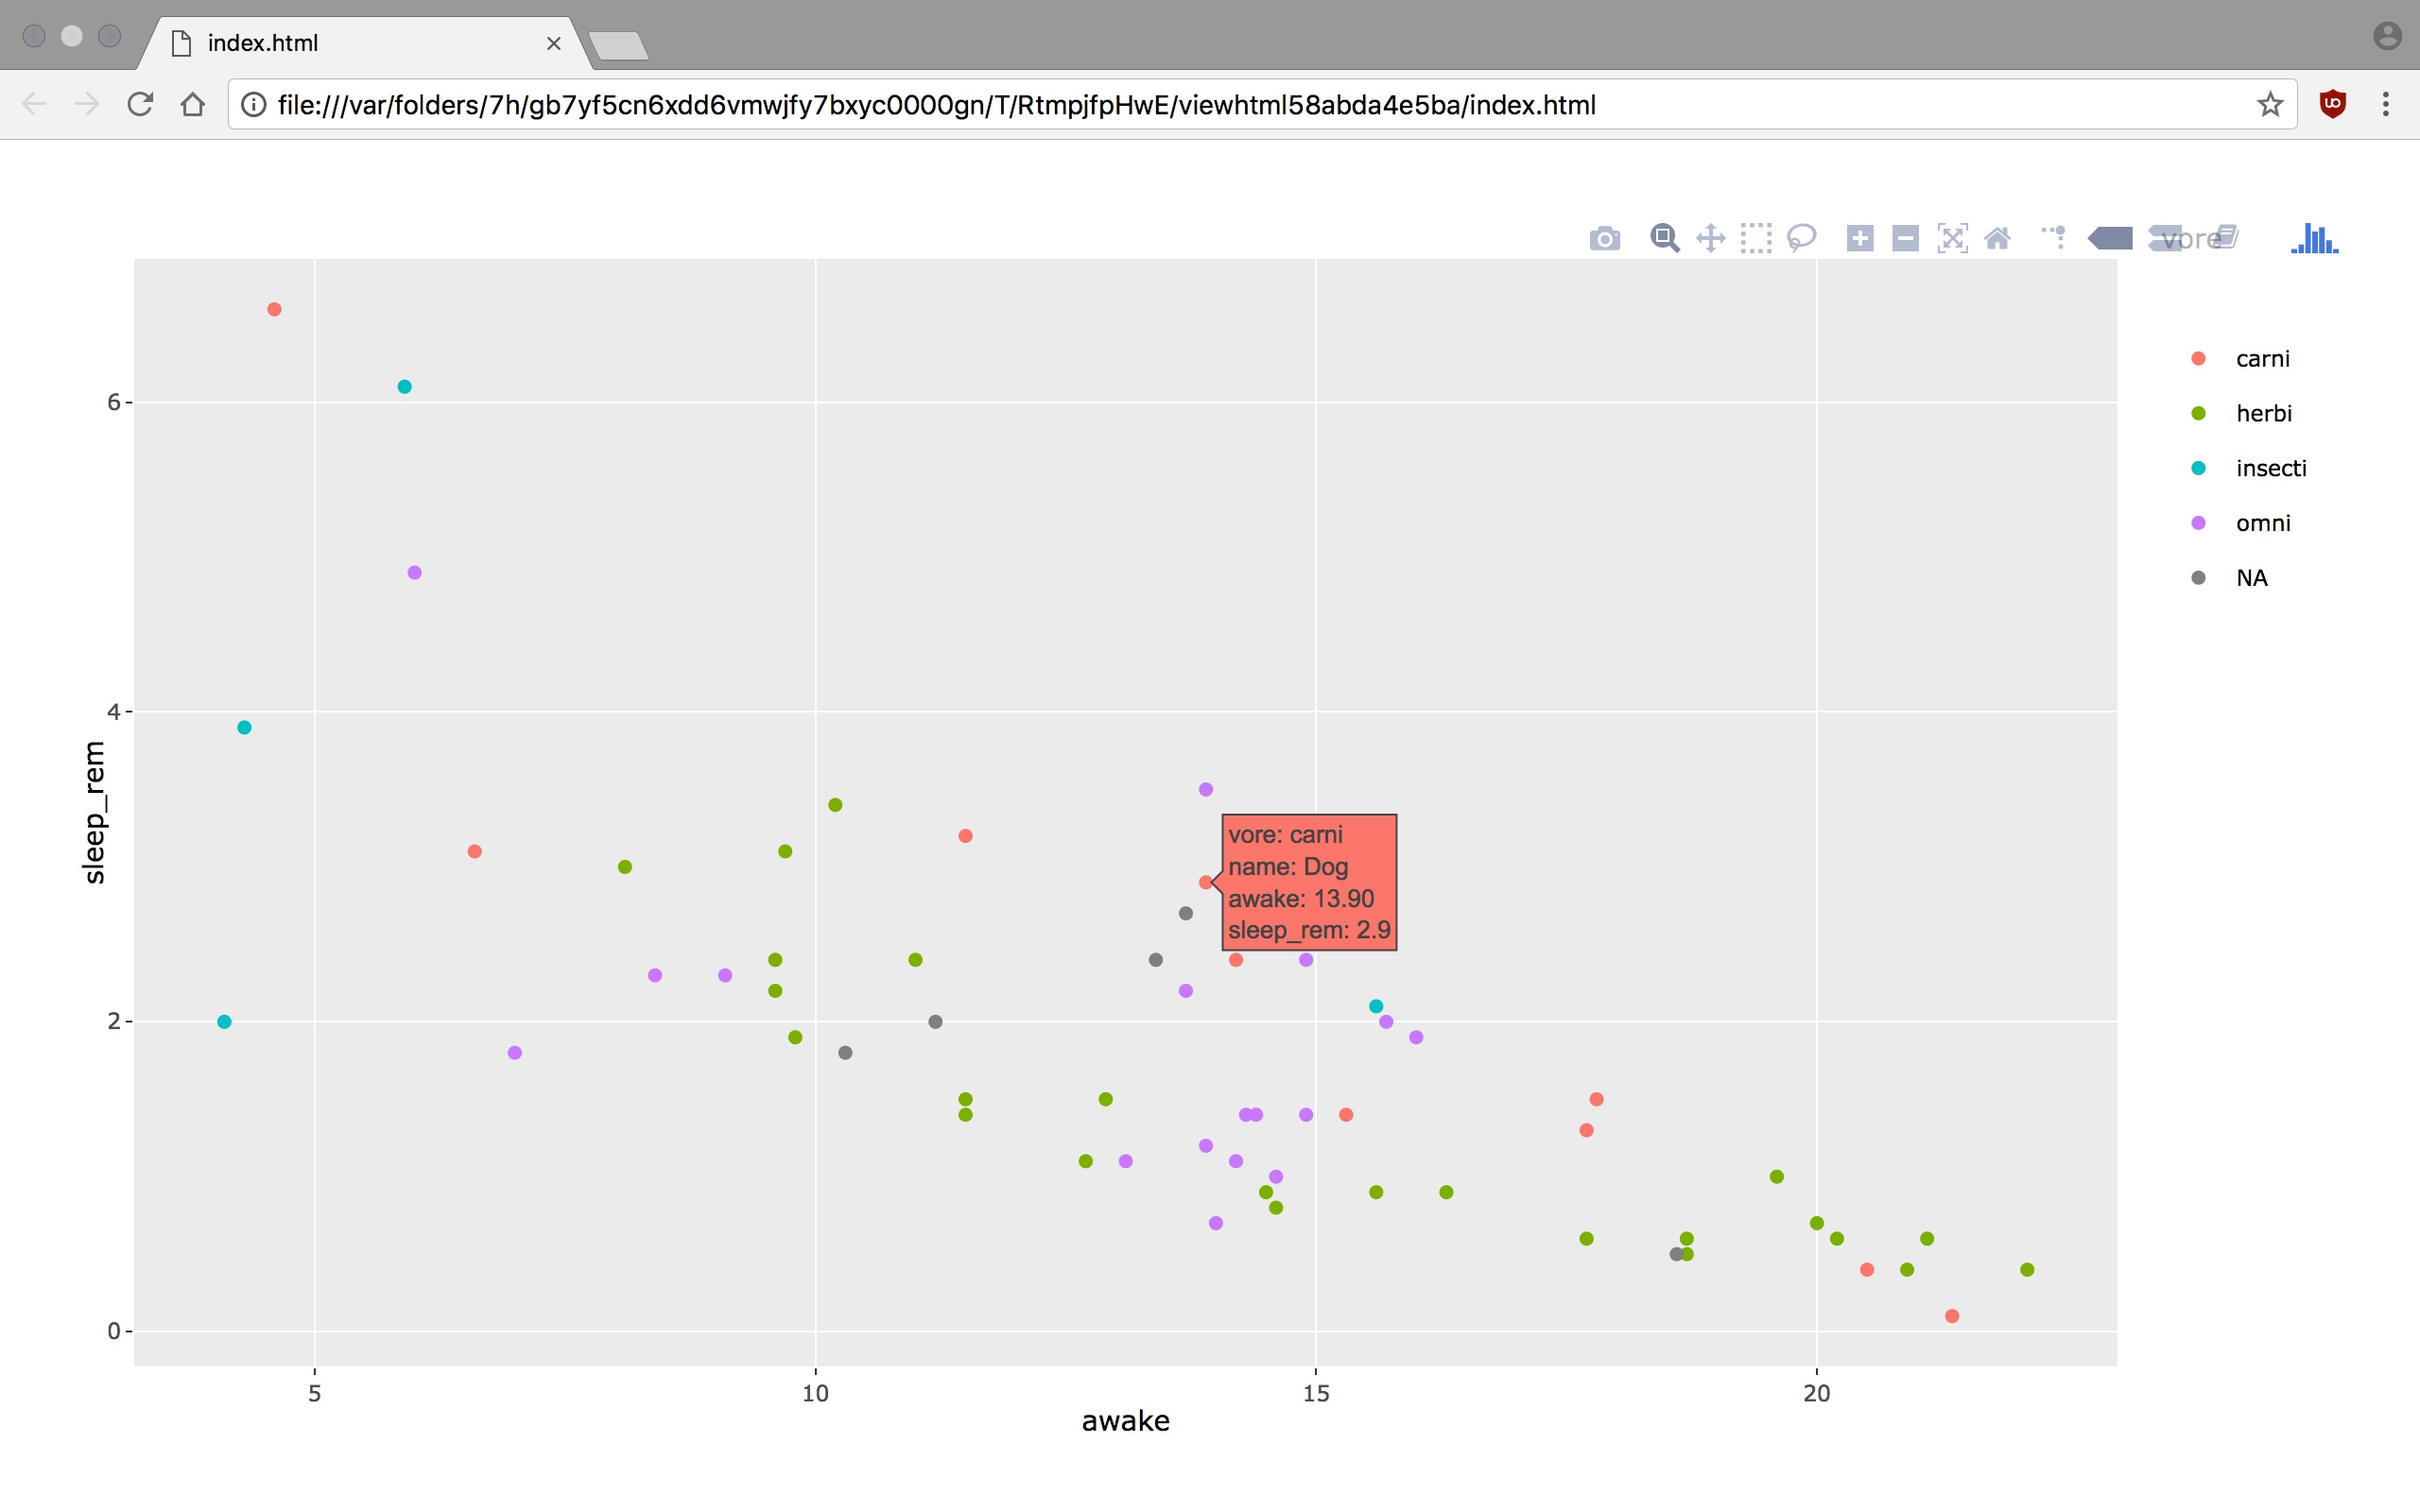 index.html
file:///var/folders/7h/gb7yf5cn6xdd6vmwjfy7bxyc0000gn/T/RtmpjfpHwE/viewhtml58abda4e5ba/index.html
vore
carni
herbi
insecti
omni
NA
6
4
2
0
sleep_rem
vore: carni
name: Dog
awake: 13.90
sleep_rem: 2.9
5 10 15 20
awake